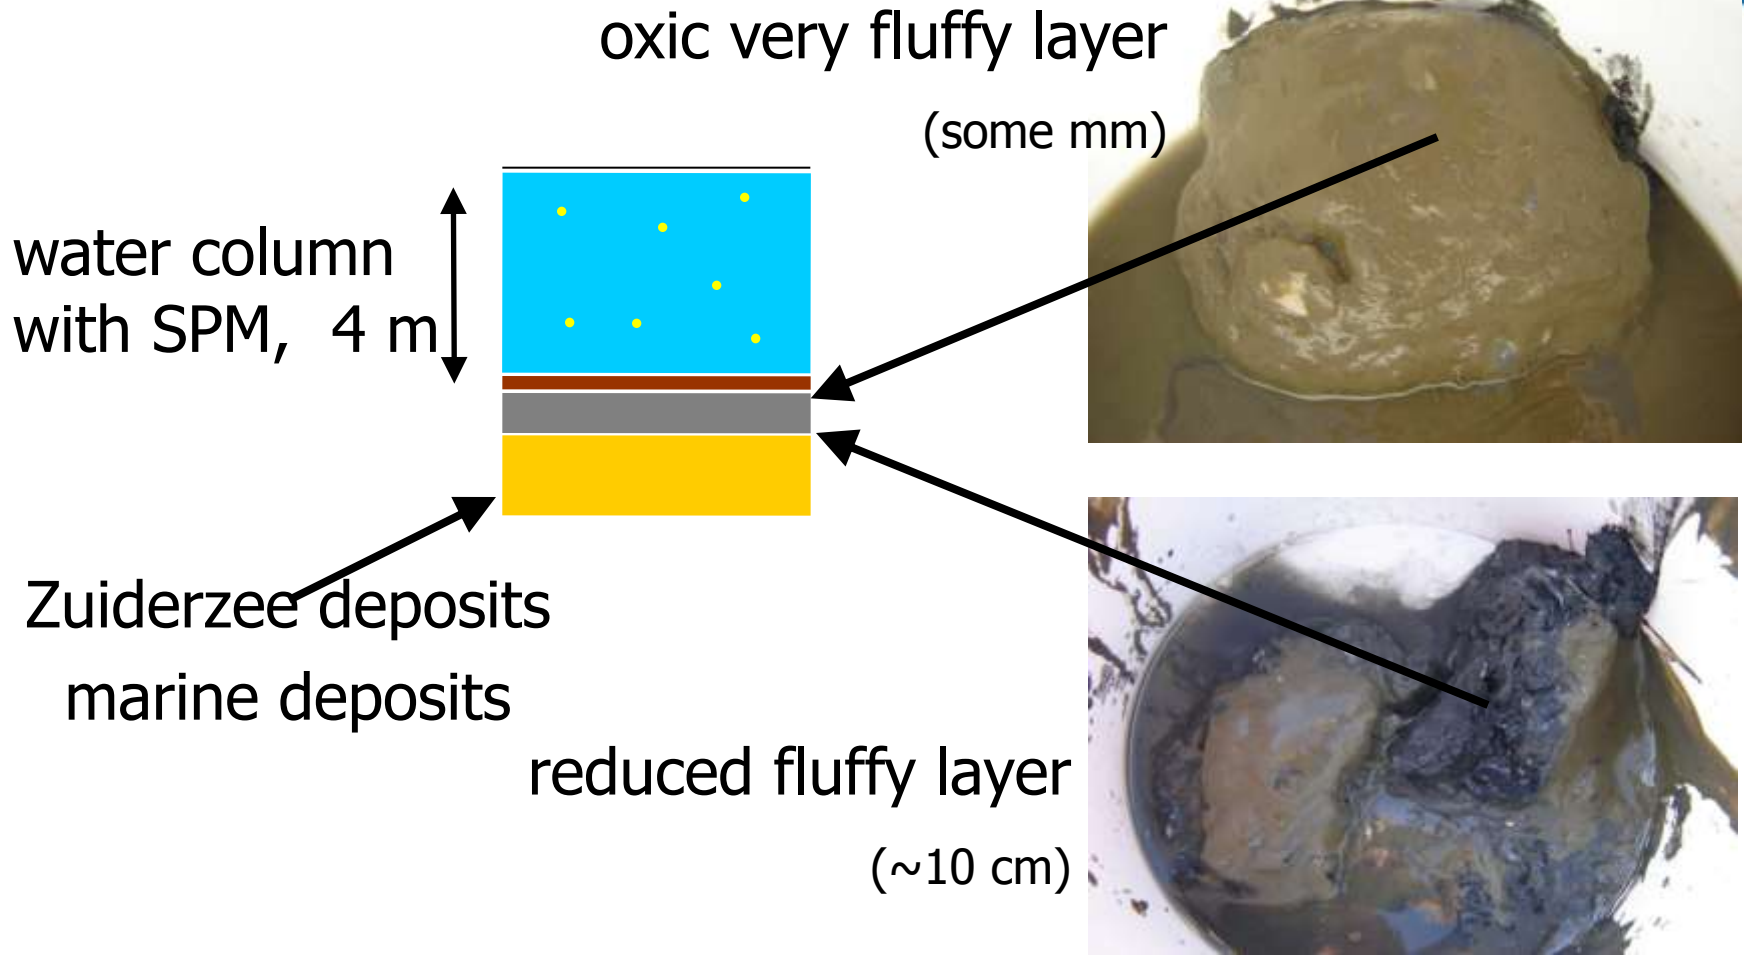 oxic very fluffy layer
(some mm)
water column
with SPM, 4 m
Zuiderzee deposits
marine deposits
reduced fluffy layer
(~10 cm)